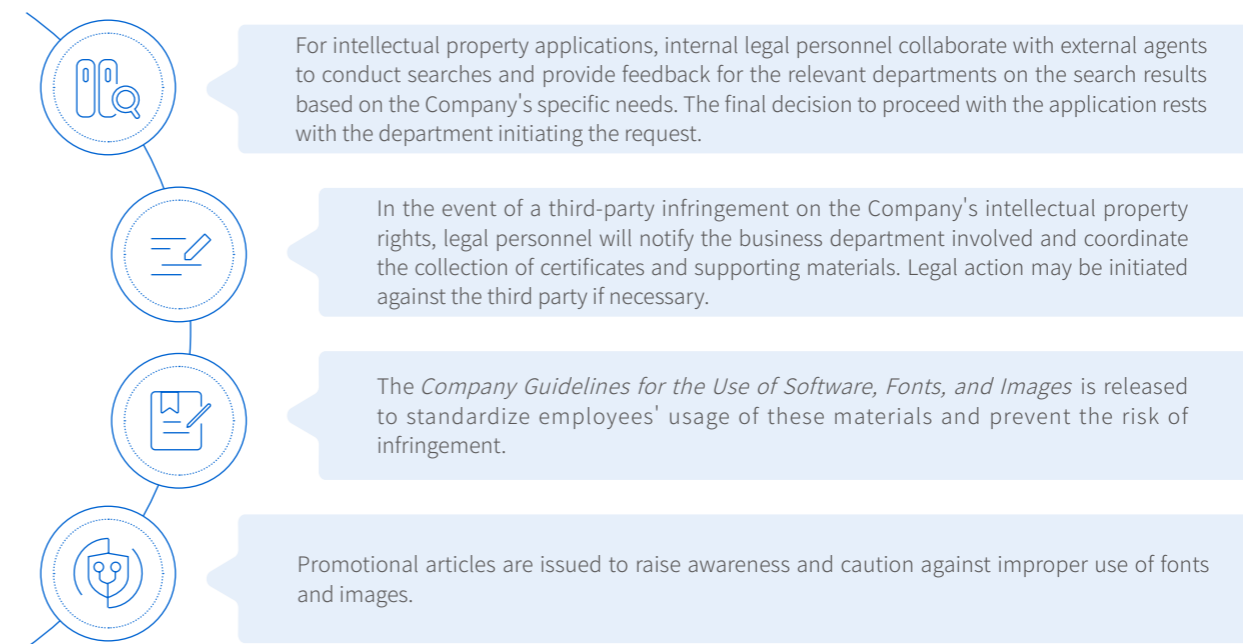 For intellectual property applications, internal legal personnel collaborate with external agents
to conduct searches and provide feedback for the relevant departments on the search results
based on the Company's specific needs. The final decision to proceed with the application rests
with the department initiating the request.
In the event of a third-party infringement on the Company's intellectual property
rights, legal personnel will notify the business department involved and coordinate
the collection of certificates and supporting materials. Legal action may be initiated
against the third party if necessary.
The Company Guidelines for the Use of Software, Fonts, and Images is released
to standardize employees' usage of these materials and prevent the risk of
infringement.
Promotional articles are issued to raise awareness and caution against improper use of fonts
and images.